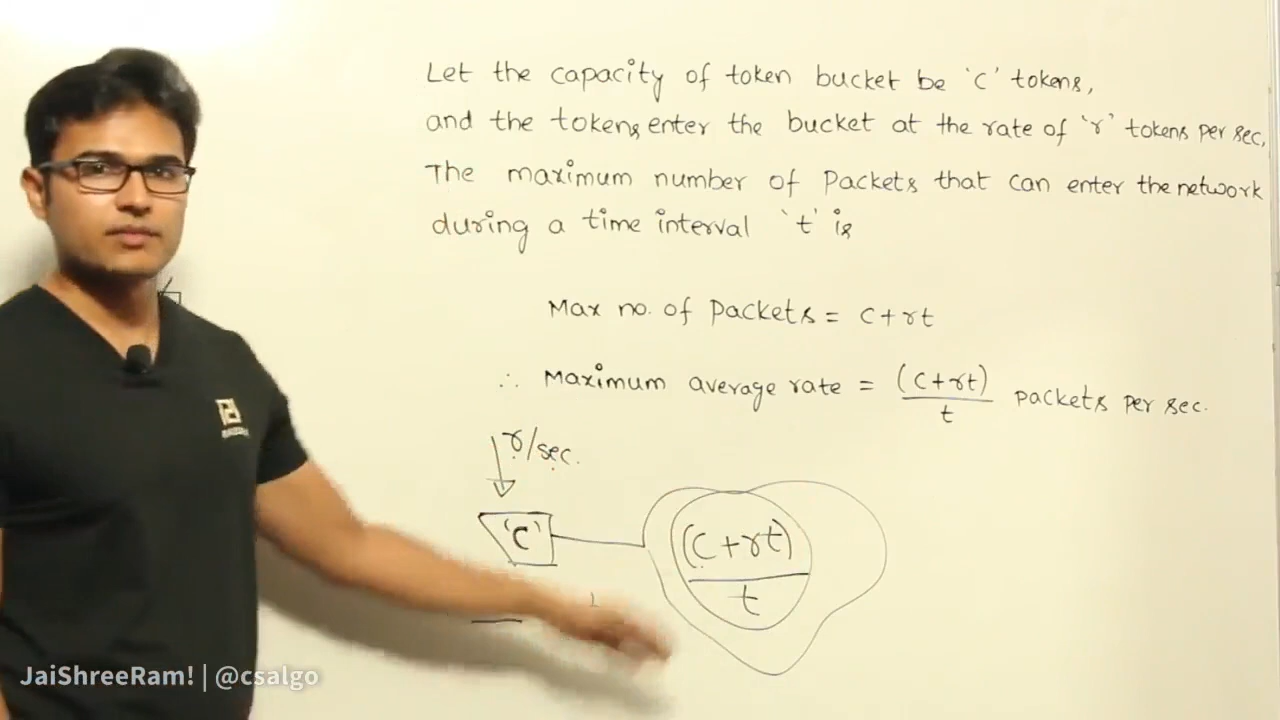 Let the capacity of token bucket be 'c' tokens,
and the tokens enter the bucket at the rate of 'r' tokens per sec,
The maximum number of Packets that can enter the network
during a time interval 't' is
Max no. of Packets = c+rt
∴ Maximum average rate = (c+rt)/t packets per sec.
r/sec.
'c'
(c+rt)
t
JaiShreeRam! | @csalgo